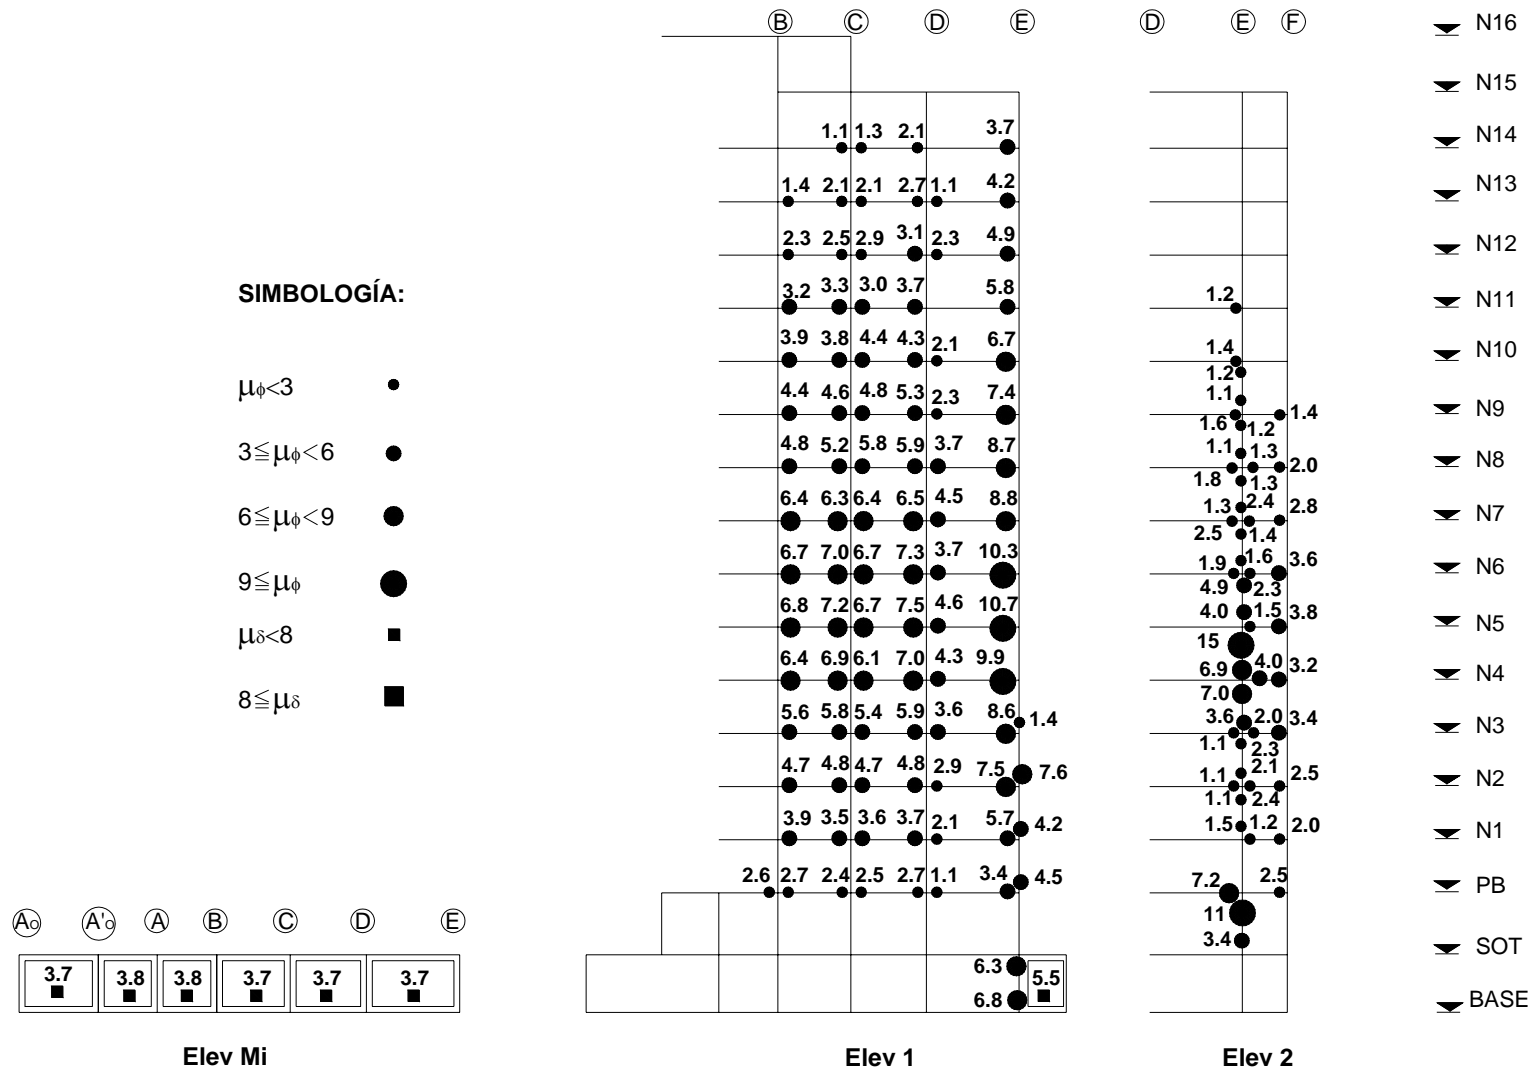 B C D E D E F N16
N15
1.1 1.3 2.1 3.7 N14
1.4 2.1 2.1 2.7 1.1 4.2 N13
2.3 2.5 2.9 3.1 2.3 4.9 N12
SIMBOLOGÍA:
3.2 3.3 3.0 3.7 5.8 1.2 N11
3.9 3.8 4.4 4.3 2.1 6.7 1.4 N10
1.2
μϕ<3
4.4 4.6 4.8 5.3 2.3 7.4 1.1 1.4 N9
1.6 1.2
3≦μϕ<6
4.8 5.2 5.8 5.9 3.7 8.7 1.1 1.3 2.0 N8
1.8 1.3
6≦μϕ<9
6.4 6.3 6.4 6.5 4.5 8.8 1.3 2.4 2.8 N7
2.5 1.4
9≦μϕ
6.7 7.0 6.7 7.3 3.7 10.3 1.9 1.6 3.6 N6
4.9 2.3
μδ<8
6.8 7.2 6.7 7.5 4.6 10.7 4.0 1.5 3.8 N5
15
8≦μδ
6.4 6.9 6.1 7.0 4.3 9.9 6.9 4.0 3.2 N4
7.0
5.6 5.8 5.4 5.9 3.6 8.6 1.4 3.6 2.0 3.4 N3
1.1 2.3
4.7 4.8 4.7 4.8 2.9 7.5 7.6 1.1 2.1 2.5 N2
1.1 2.4
3.9 3.5 3.6 3.7 2.1 5.7 4.2 1.5 1.2 2.0 N1
2.6 2.7 2.4 2.5 2.7 1.1 3.4 4.5 7.2 2.5 PB
11
Ao A'o A B C D E
3.4 SOT
3.7 3.8 3.8 3.7 3.7 3.7 6.3 5.5
6.8 BASE
Elev Mi Elev 1 Elev 2